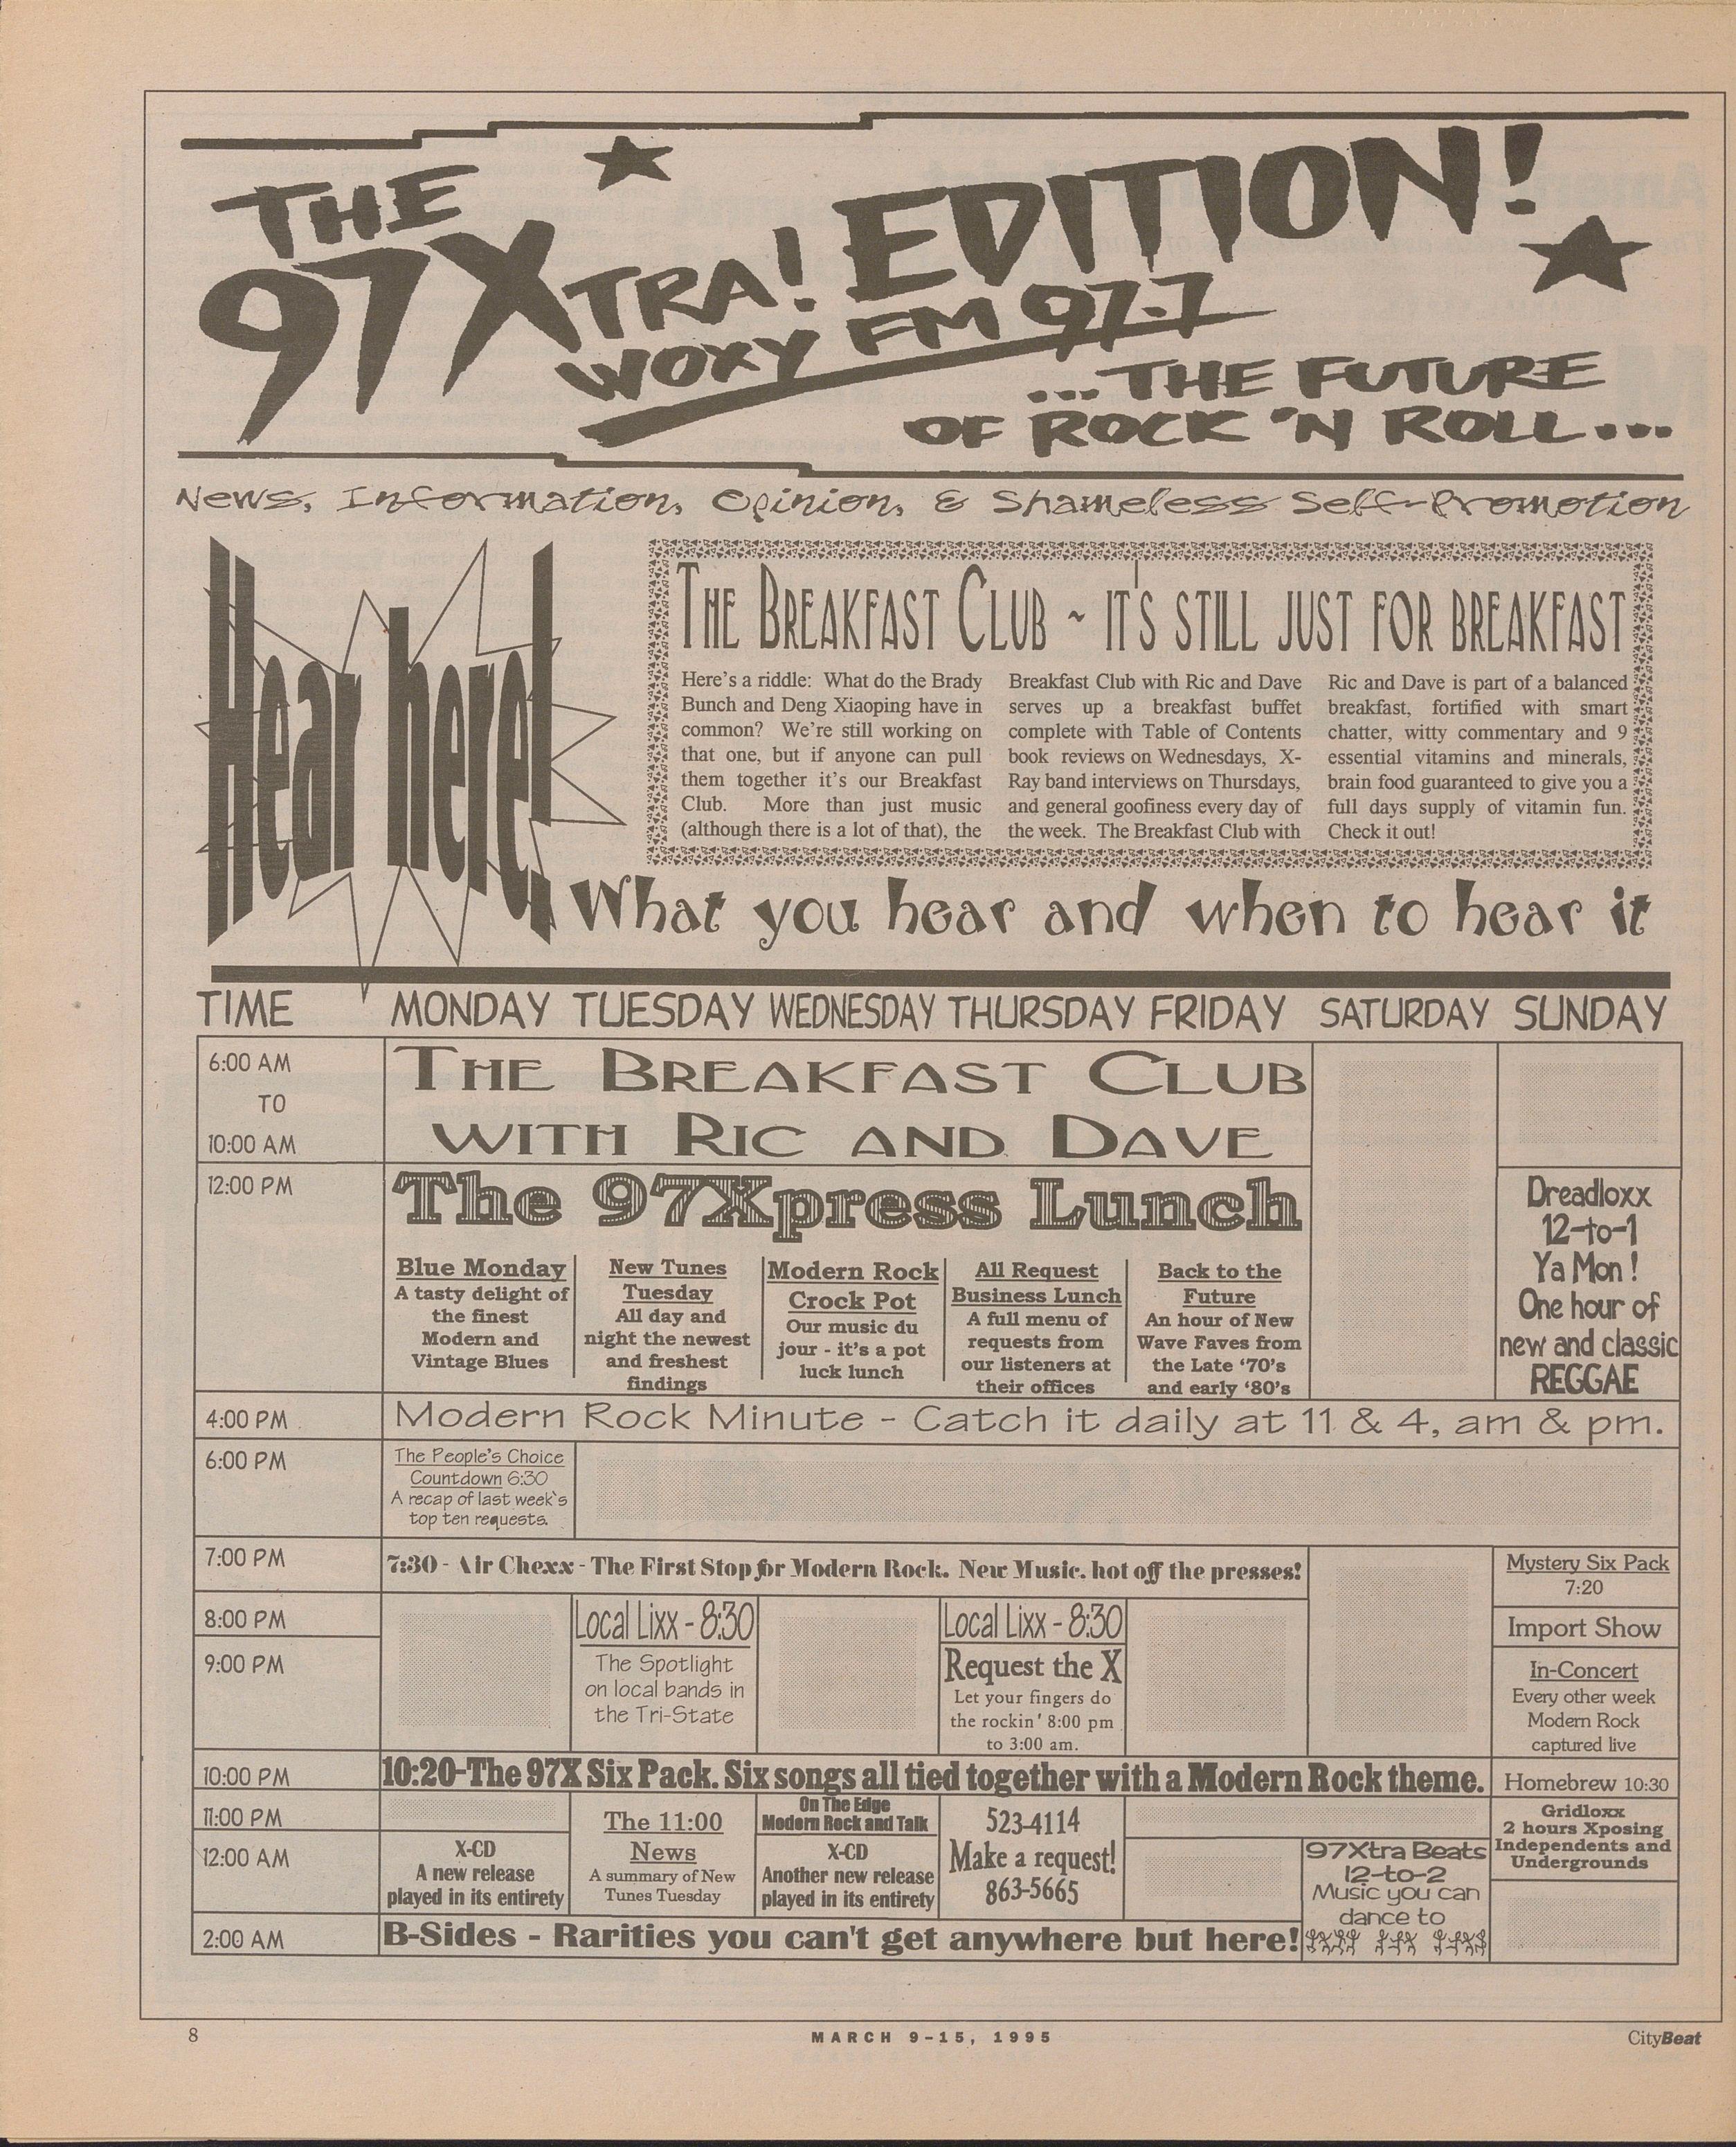 THE
97XTRA! EDITION!
WOXY FM 97.7
...THE FUTURE
OF ROCK 'N ROLL...
News, Information, Opinion, & Shameless Self-Promotion
Hear here!
THE BREAKFAST CLUB ~ IT'S STILL JUST FOR BREAKFAST
Here's a riddle: What do the Brady
Bunch and Deng Xiaoping have in
common? We're still working on
that one, but if anyone can pull
them together it's our Breakfast
Club. More than just music
(although there is a lot of that), the
Breakfast Club with Ric and Dave
serves up a breakfast buffet
complete with Table of Contents
book reviews on Wednesdays, X-
Ray band interviews on Thursdays,
and general goofiness every day of
the week. The Breakfast Club with
Ric and Dave is part of a balanced
breakfast, fortified with smart
chatter, witty commentary and 9
essential vitamins and minerals,
brain food guaranteed to give you a
full days supply of vitamin fun.
Check it out!
What you hear and when to hear it
TIME MONDAY TUESDAY WEDNESDAY THURSDAY FRIDAY SATURDAY SUNDAY
6:00 AM
TO
10:00 AM
THE BREAKFAST CLUB
WITH RIC AND DAVE
12:00 PM
The 97Xpress Lunch
Blue Monday
A tasty delight of
the finest
Modern and
Vintage Blues
New Tunes
Tuesday
All day and
night the newest
and freshest
findings
Modern Rock
Crock Pot
Our music du
jour - it's a pot
luck lunch
All Request
Business Lunch
A full menu of
requests from
our listeners at
their offices
Back to the
Future
An hour of New
Wave Faves from
the Late '70's
and early '80's
Dreadloxx
12-to-1
Ya Mon !
One hour of
new and classic
REGGAE
4:00 PM
Modern Rock Minute - Catch it daily at 11 & 4, am & pm.
6:00 PM
The People's Choice
Countdown 6:30
A recap of last week's
top ten requests.
7:00 PM
7:30 - Air Chexx - The First Stop for Modern Rock. New Music. hot off the presses!
Mystery Six Pack
7:20
8:00 PM
Local Lixx - 8:30
Local Lixx - 8:30
Import Show
9:00 PM
The Spotlight
on local bands in
the Tri-State
Request the X
Let your fingers do
the rockin' 8:00 pm
to 3:00 am.
In-Concert
Every other week
Modern Rock
captured live
10:00 PM
10:20-The 97X Six Pack. Six songs all tied together with a Modern Rock theme.
Homebrew 10:30
11:00 PM
The 11:00
News
A summary of New
Tunes Tuesday
On The Edge
Modern Rock and Talk
523-4114
Make a request!
863-5665
Gridloxx
2 hours Xposing
Independents and
Undergrounds
12:00 AM
X-CD
A new release
played in its entirety
X-CD
Another new release
played in its entirety
97Xtra Beats
12-to-2
Music you can
dance to
2:00 AM
B-Sides - Rarities you can't get anywhere but here!
8
MARCH 9-15, 1995
CityBeat